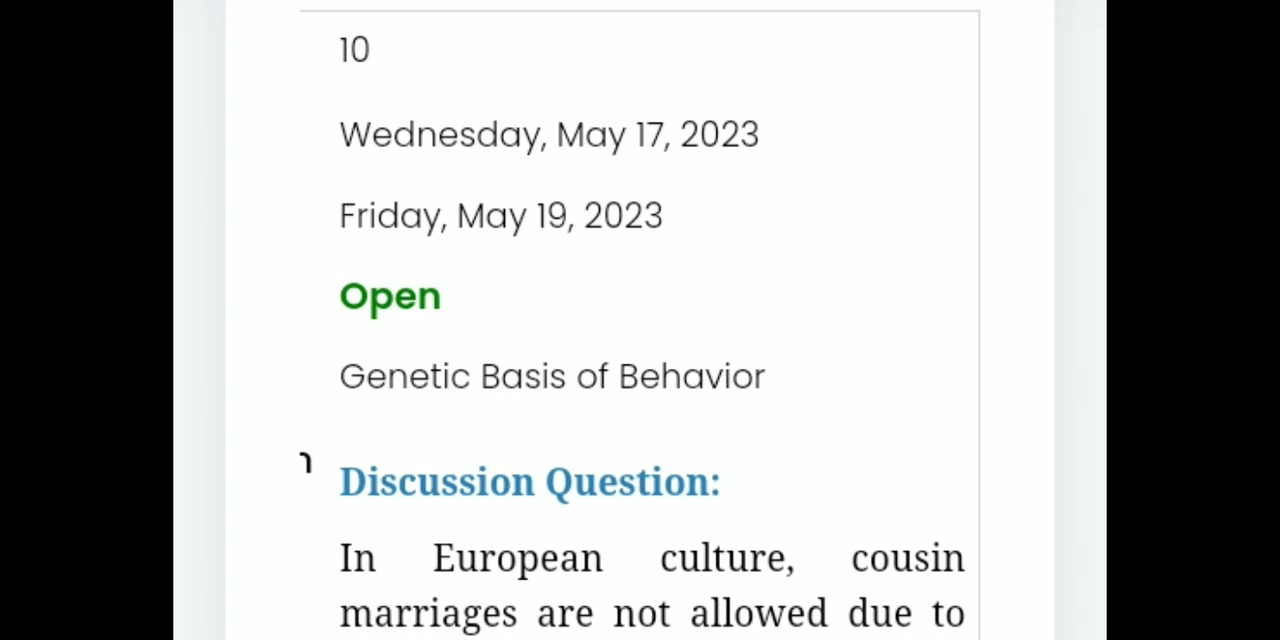 10
Wednesday, May 17, 2023
Friday, May 19, 2023
Open
Genetic Basis of Behavior
Discussion Question:
In European culture, cousin
marriages are not allowed due to